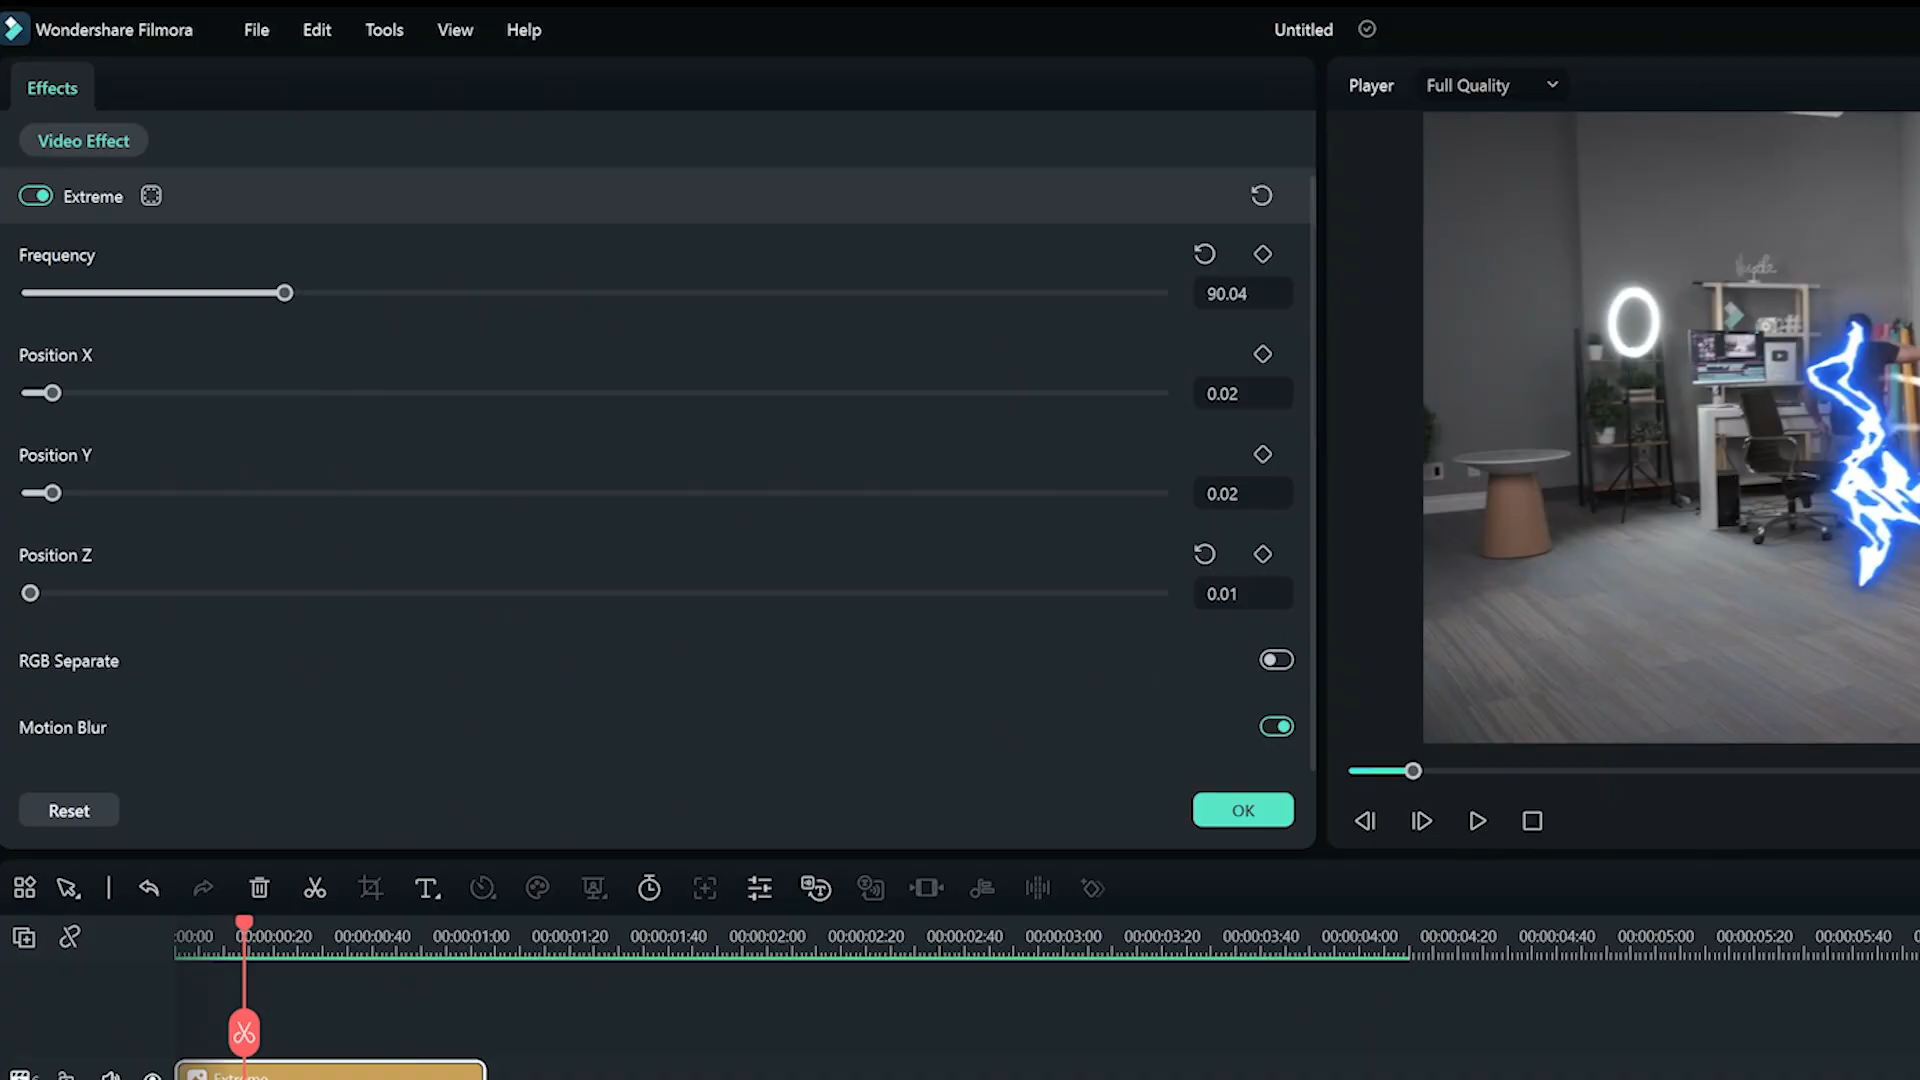 Wondershare Filmora File Edit Tools View Help Untitled
Effects
Player Full Quality
Video Effect
Extreme
Frequency
90.04
Position X
0.02
Position Y
0.02
Position Z
0.01
RGB Separate
Motion Blur
Reset OK
:00:00 00:00:00:20 00:00:00:40 00:00:01:00 00:00:01:20 00:00:01:40 00:00:02:00 00:00:02:20 00:00:02:40 00:00:03:00 00:00:03:20 00:00:03:40 00:00:04:00 00:00:04:20 00:00:04:40 00:00:05:00 00:00:05:20 00:00:05:40
Extreme